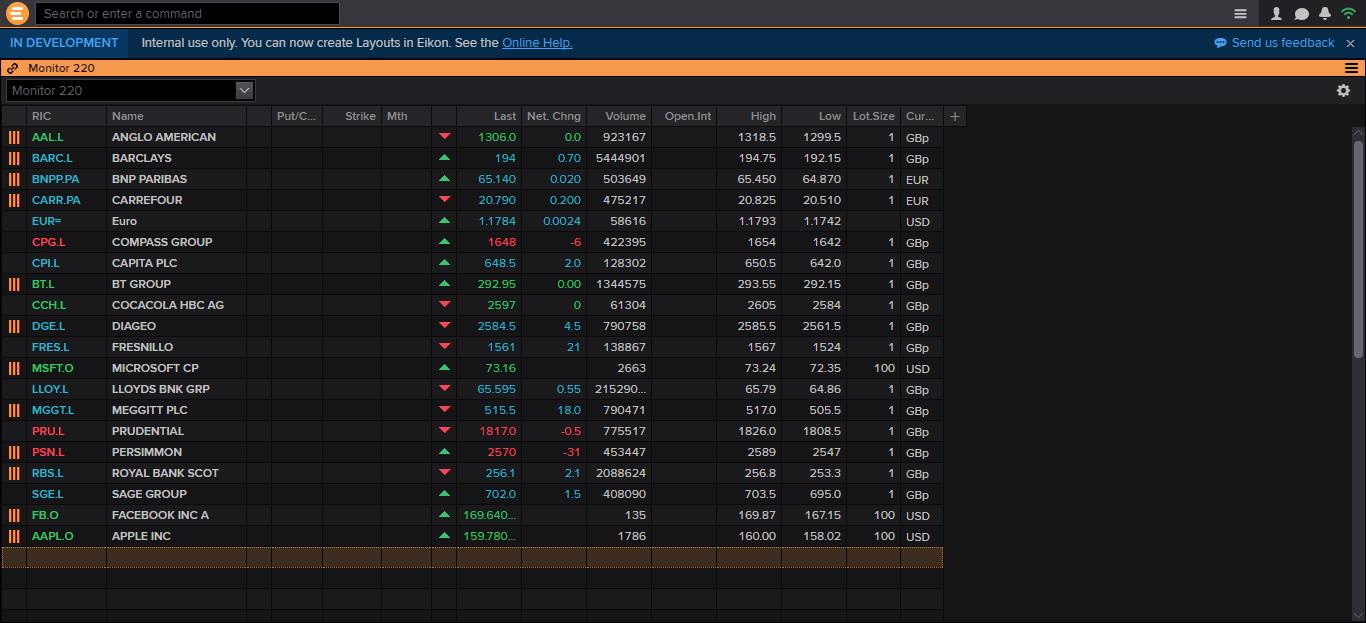 Search or enter a command
IN DEVELOPMENT Internal use only. You can now create Layouts in Eikon. See the Online Help. Send us feedback
Monitor 220
Monitor 220
RIC Name Put/C... Strike Mth Last Net. Chng Volume Open.Int High Low Lot.Size Cur...
AAL.L ANGLO AMERICAN 1306.0 0.0 923167 1318.5 1299.5 1 GBp
BARC.L BARCLAYS 194 0.70 5444901 194.75 192.15 1 GBp
BNPP.PA BNP PARIBAS 65.140 0.020 503649 65.450 64.870 1 EUR
CARR.PA CARREFOUR 20.790 0.200 475217 20.825 20.510 1 EUR
EUR= Euro 1.1784 0.0024 58616 1.1793 1.1742 USD
CPG.L COMPASS GROUP 1648 -6 422395 1654 1642 1 GBp
CPI.L CAPITA PLC 648.5 2.0 128302 650.5 642.0 1 GBp
BT.L BT GROUP 292.95 0.00 1344575 293.55 292.15 1 GBp
CCH.L COCACOLA HBC AG 2597 0 61304 2605 2584 1 GBp
DGE.L DIAGEO 2584.5 4.5 790758 2585.5 2561.5 1 GBp
FRES.L FRESNILLO 1561 21 138867 1567 1524 1 GBp
MSFT.O MICROSOFT CP 73.16 2663 73.24 72.35 100 USD
LLOY.L LLOYDS BNK GRP 65.595 0.55 215290... 65.79 64.86 1 GBp
MGGT.L MEGGITT PLC 515.5 18.0 790471 517.0 505.5 1 GBp
PRU.L PRUDENTIAL 1817.0 -0.5 775517 1826.0 1808.5 1 GBp
PSN.L PERSIMMON 2570 -31 453447 2589 2547 1 GBp
RBS.L ROYAL BANK SCOT 256.1 2.1 2088624 256.8 253.3 1 GBp
SGE.L SAGE GROUP 702.0 1.5 408090 703.5 695.0 1 GBp
FB.O FACEBOOK INC A 169.640... 135 169.87 167.15 100 USD
AAPL.O APPLE INC 159.780... 1786 160.00 158.02 100 USD